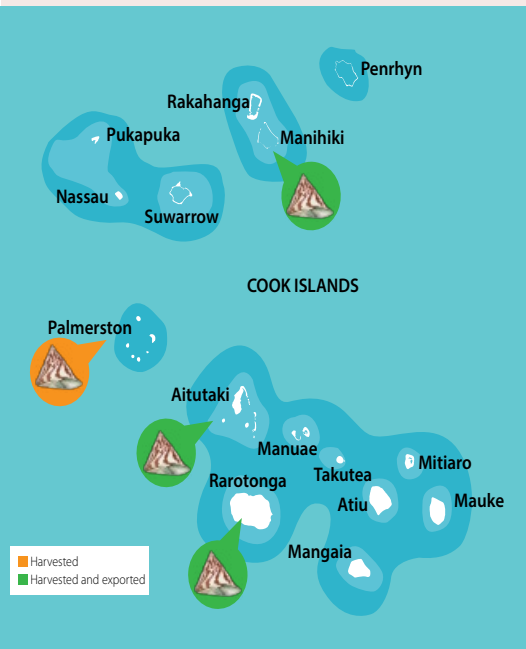 Penrhyn
Rakahanga
Manihiki
Pukapuka
Nassau
Suwarrow
COOK ISLANDS
Palmerston
Aitutaki
Manuae
Takutea
Mitiaro
Rarotonga
Atiu
Mauke
Mangaia
Harvested
Harvested and exported